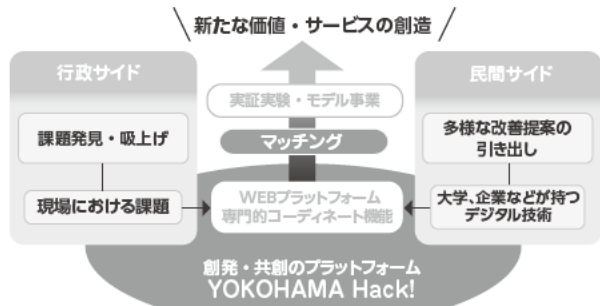 新たな価値・サービスの創造
行政サイド
民間サイド
実証実験・モデル事業
課題発見・吸上げ
マッチング
多様な改善提案の
引き出し
現場における課題
WEBプラットフォーム
専門的コーディネート機能
大学、企業などが持つ
デジタル技術
創発・共創のプラットフォーム
YOKOHAMA Hack!